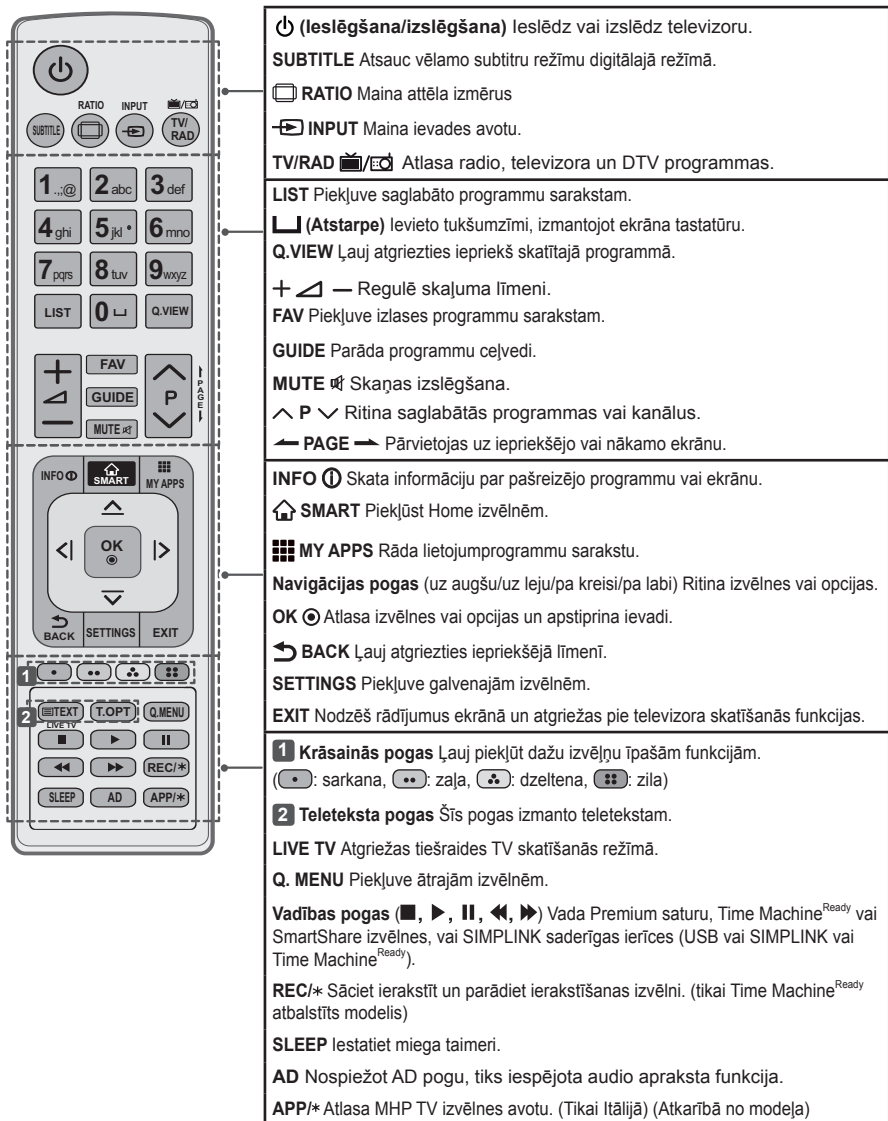 RATIO INPUT
SUBTITLE TV/
RAD
1.,;@ 2abc 3def
4ghi 5jkl 6mno
7pqrs 8tuv 9wxyz
LIST 0 Q.VIEW
FAV
GUIDE P
MUTE
PAGE
INFO SMART MY APPS
OK
BACK SETTINGS EXIT
1
2 TEXT T.OPT Q.MENU
LIVE TV
REC/*
SLEEP AD APP/*
(Ieslēgšana/izslēgšana) Ieslēdz vai izslēdz televizoru.
SUBTITLE Atsauc vēlamo subtitru režīmu digitālajā režīmā.
RATIO Maina attēla izmērus
INPUT Maina ievades avotu.
TV/RAD / Atlasa radio, televizora un DTV programmas.
LIST Piekļuve saglabāto programmu sarakstam.
(Atstarpe) Ievieto tukšumzīmi, izmantojot ekrāna tastatūru.
Q.VIEW Ļauj atgriezties iepriekš skatītajā programmā.
+ − Regulē skaļuma līmeni.
FAV Piekļuve izlases programmu sarakstam.
GUIDE Parāda programmu ceļvedi.
MUTE Skaņas izslēgšana.
P Ritina saglabātās programmas vai kanālus.
PAGE Pārvietojas uz iepriekšējo vai nākamo ekrānu.
INFO Skata informāciju par pašreizējo programmu vai ekrānu.
SMART Piekļūst Home izvēlnēm.
MY APPS Rāda lietojumprogrammu sarakstu.
Navigācijas pogas (uz augšu/uz leju/pa kreisi/pa labi) Ritina izvēlnes vai opcijas.
OK Atlasa izvēlnes vai opcijas un apstiprina ievadi.
BACK Ļauj atgriezties iepriekšējā līmenī.
SETTINGS Piekļuve galvenajām izvēlnēm.
EXIT Nodzēš rādījumus ekrānā un atgriežas pie televizora skatīšanās funkcijas.
1 Krāsainās pogas Ļauj piekļūt dažu izvēļņu īpašām funkcijām.
( : sarkana, : zaļa, : dzeltena, : zila)
2 Teleteksta pogas Šīs pogas izmanto teletekstam.
LIVE TV Atgriežas tiešraides TV skatīšanās režīmā.
Q. MENU Piekļuve ātrajām izvēlnēm.
Vadības pogas (■, ▶, II, ◀◀, ▶▶) Vada Premium saturu, Time MachineReady vai
SmartShare izvēlnes, vai SIMPLINK saderīgas ierīces (USB vai SIMPLINK vai
Time MachineReady).
REC/* Sāciet ierakstīt un parādiet ierakstīšanas izvēlni. (tikai Time MachineReady
atbalstīts modelis)
SLEEP Iestatiet miega taimeri.
AD Nospiežot AD pogu, tiks iespējota audio apraksta funkcija.
APP/* Atlasa MHP TV izvēlnes avotu. (Tikai Itālijā) (Atkarībā no modeļa)